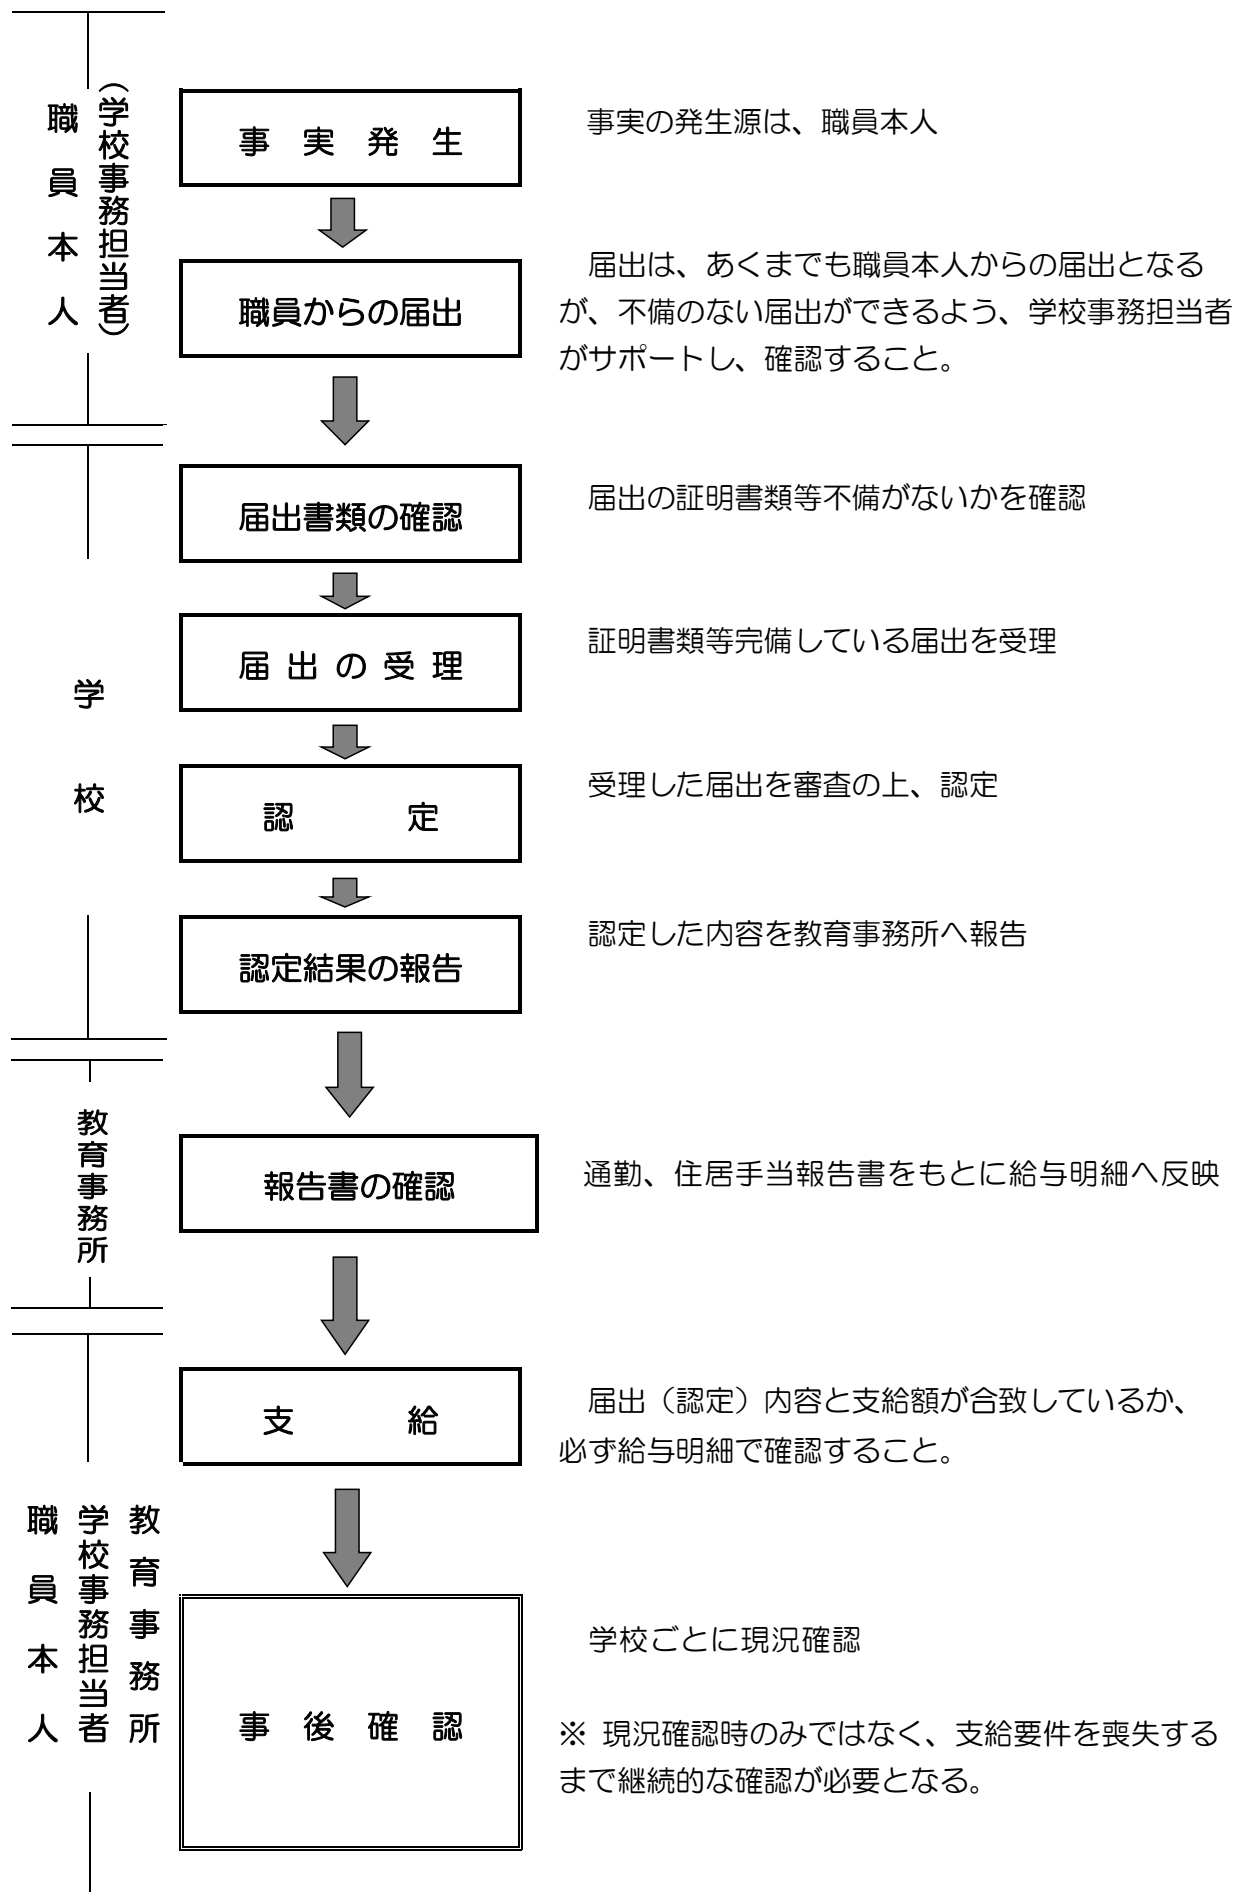 職員本人
（学校事務担当者）
事実発生
事実の発生源は、職員本人
職員からの届出
届出は、あくまでも職員本人からの届出となる
が、不備のない届出ができるよう、学校事務担当者
がサポートし、確認すること。
学校
届出書類の確認
届出の証明書類等不備がないかを確認
届出の受理
証明書類等完備している届出を受理
認定
受理した届出を審査の上、認定
認定結果の報告
認定した内容を教育事務所へ報告
教育事務所
報告書の確認
通勤、住居手当報告書をもとに給与明細へ反映
職員本人
学校事務担当者
教育事務所
支給
届出（認定）内容と支給額が合致しているか、
必ず給与明細で確認すること。
事後確認
学校ごとに現況確認
※ 現況確認時のみではなく、支給要件を喪失する
まで継続的な確認が必要となる。